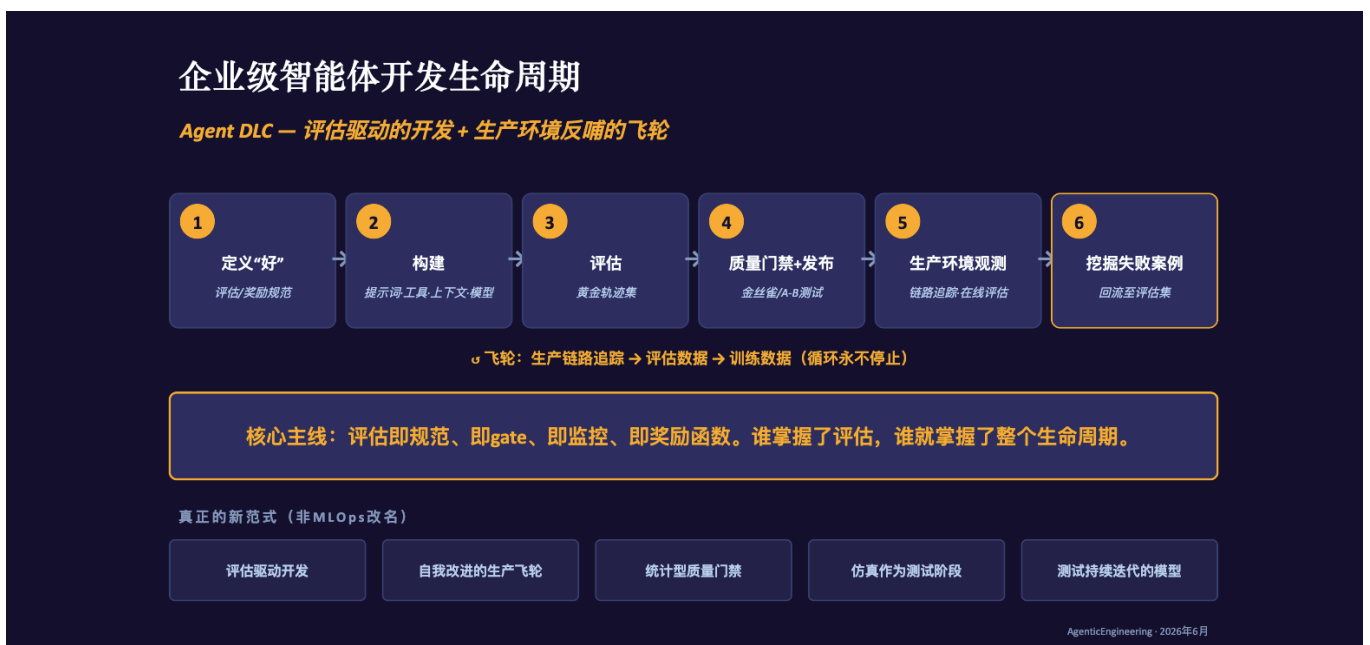 企业级智能体开发生命周期
Agent DLC — 评估驱动的开发 + 生产环境反哺的飞轮
1
定义“好”
评估/奖励规范
→
2
构建
提示词·工具·上下文·模型
→
3
评估
黄金轨迹集
→
4
质量门禁+发布
金丝雀/A-B测试
→
5
生产环境观测
链路追踪·在线评估
→
6
挖掘失败案例
回流至评估集
↺ 飞轮：生产链路追踪 → 评估数据 → 训练数据（循环永不停止）
核心主线：评估即规范、即gate、即监控、即奖励函数。谁掌握了评估，谁就掌握了整个生命周期。
真正的新范式（非MLOps改名）
评估驱动开发
自我改进的生产飞轮
统计型质量门禁
仿真作为测试阶段
测试持续迭代的模型
AgenticEngineering · 2026年6月